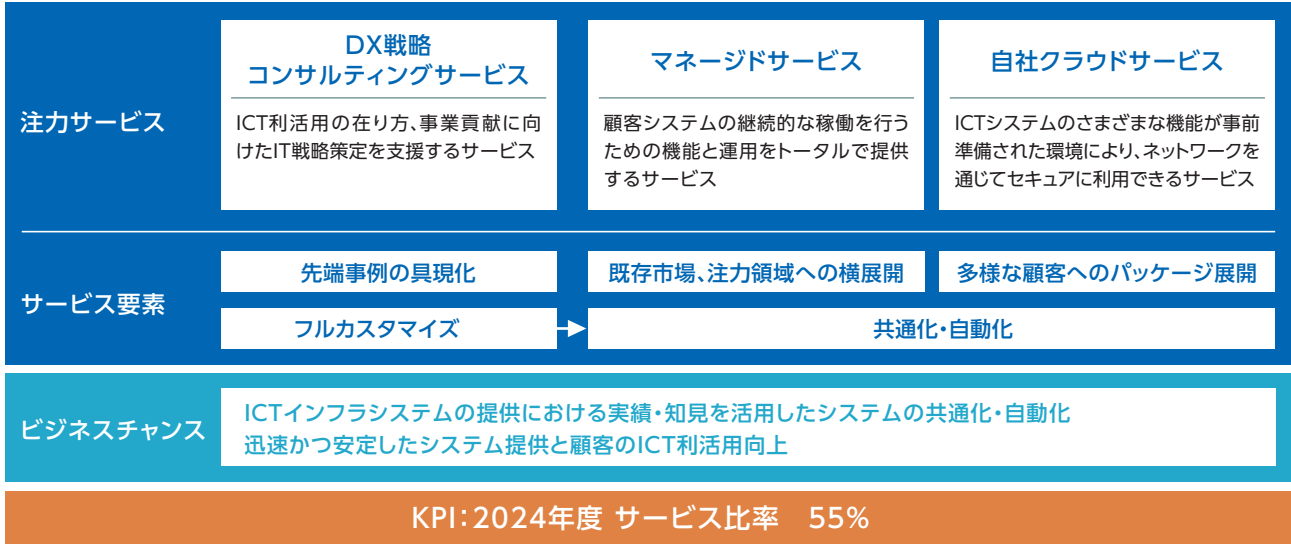 注力サービス
DX戦略
コンサルティングサービス
ICT利活用の在り方、事業貢献に向
けたIT戦略策定を支援するサービス
マネージドサービス
顧客システムの継続的な稼働を行う
ための機能と運用をトータルで提供
するサービス
自社クラウドサービス
ICTシステムのさまざまな機能が事前
準備された環境により、ネットワークを
通じてセキュアに利用できるサービス
サービス要素
先端事例の具現化
既存市場、注力領域への横展開
多様な顧客へのパッケージ展開
フルカスタマイズ
共通化・自動化
ビジネスチャンス
ICTインフラシステムの提供における実績・知見を活用したシステムの共通化・自動化
迅速かつ安定したシステム提供と顧客のICT利活用向上
KPI：2024年度 サービス比率　55%